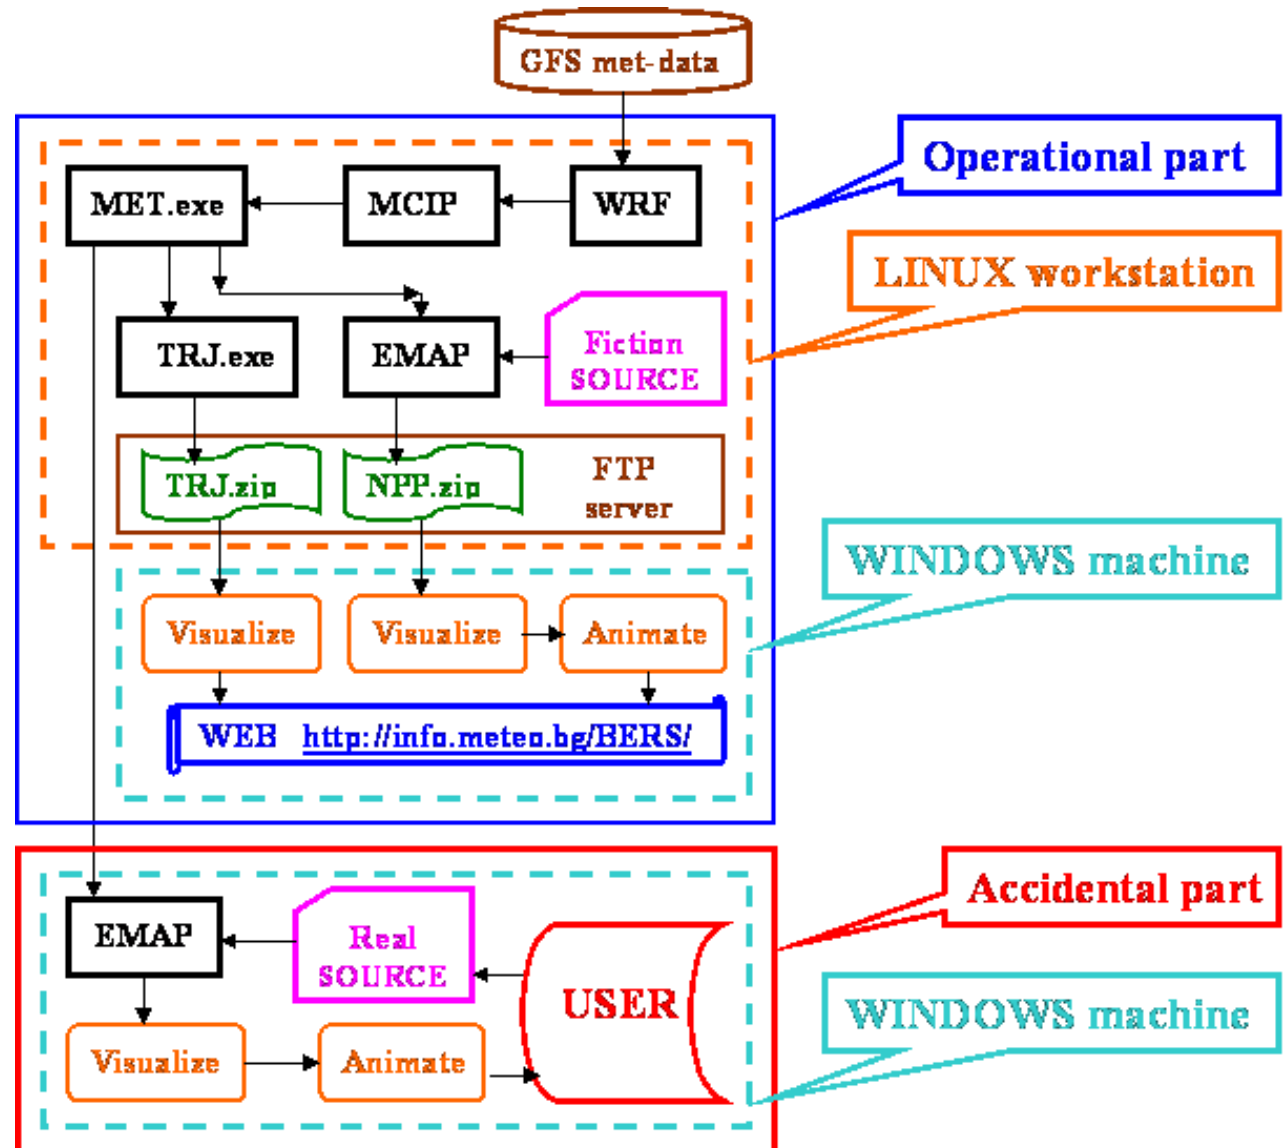 GFS met-data
Operational part
MET.exe
MCIP
WRF
LINUX workstation
TRJ.exe
EMAP
Fiction
SOURCE
TRJ.zip
NPP.zip
FTP
server
WINDOWS machine
Visualize
Visualize
Animate
WEB http://info.meteo.bg/BERS/
Accidental part
EMAP
Real
SOURCE
USER
WINDOWS machine
Visualize
Animate